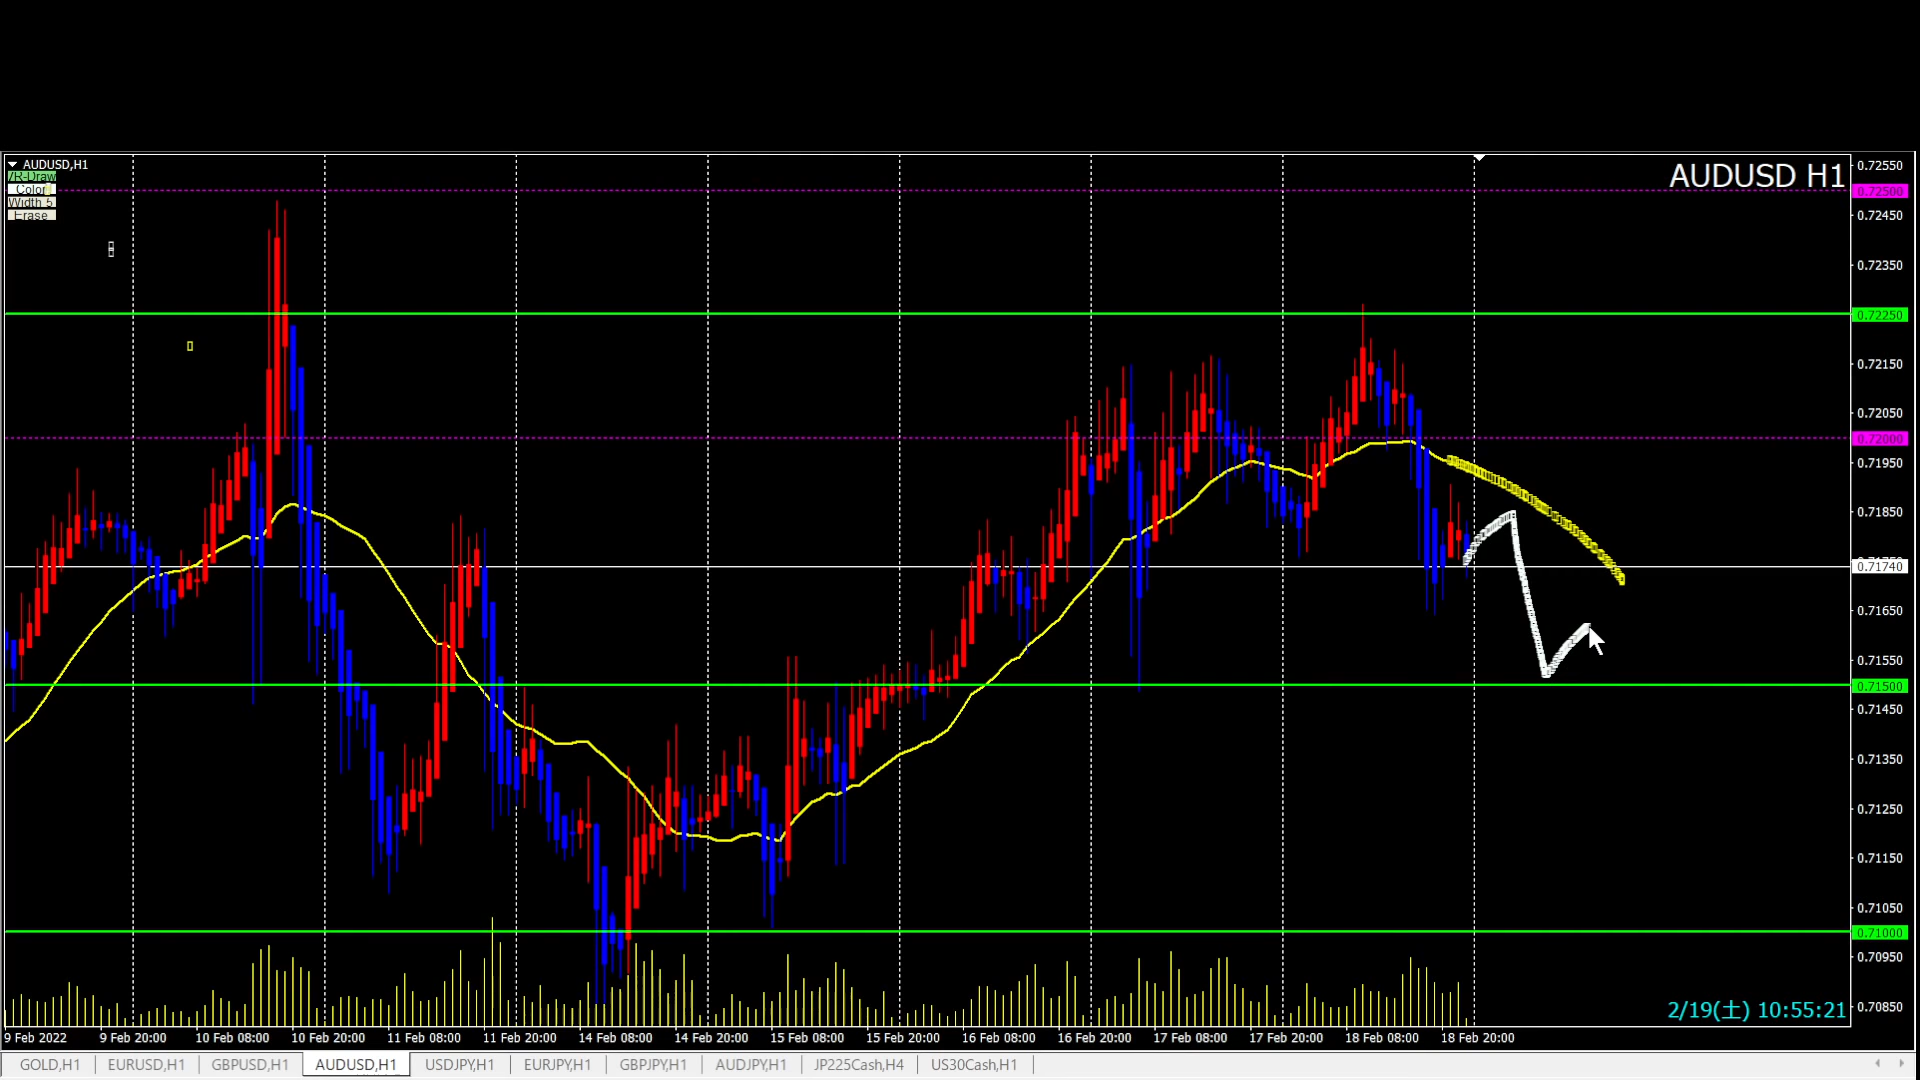 AUDUSD,H1
AUDUSD H1
VR-Draw
Color
Width 5
Erase
0.72550
0.72500
0.72450
0.72350
0.72250
0.72150
0.72050
0.72000
0.71950
0.71850
0.71740
0.71650
0.71550
0.71500
0.71450
0.71350
0.71250
0.71150
0.71050
0.71000
0.70950
0.70850
2/19(土) 10:55:21
9 Feb 2022 9 Feb 20:00 10 Feb 08:00 10 Feb 20:00 11 Feb 08:00 11 Feb 20:00 14 Feb 08:00 14 Feb 20:00 15 Feb 08:00 15 Feb 20:00 16 Feb 08:00 16 Feb 20:00 17 Feb 08:00 17 Feb 20:00 18 Feb 08:00 18 Feb 20:00
GOLD,H1 EURUSD,H1 GBPUSD,H1 AUDUSD,H1 USDJPY,H1 EURJPY,H1 GBPJPY,H1 AUDJPY,H1 JP225Cash,H4 US30Cash,H1